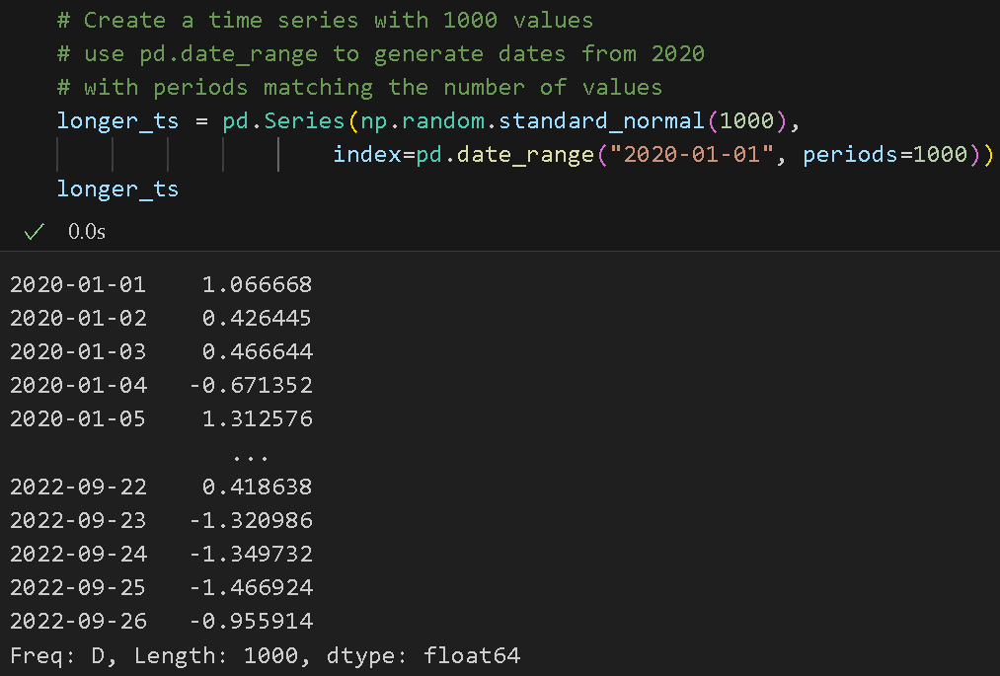 # Create a time series with 1000 values
# use pd.date_range to generate dates from 2020
# with periods matching the number of values
longer_ts = pd.Series(np.random.standard_normal(1000),
index=pd.date_range("2020-01-01", periods=1000))
longer_ts
✓ 0.0s
2020-01-01    1.066668
2020-01-02    0.426445
2020-01-03    0.466644
2020-01-04   -0.671352
2020-01-05    1.312576
...
2022-09-22    0.418638
2022-09-23   -1.320986
2022-09-24   -1.349732
2022-09-25   -1.466924
2022-09-26   -0.955914
Freq: D, Length: 1000, dtype: float64